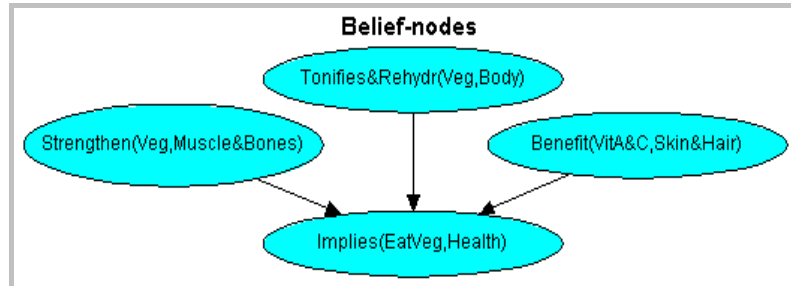 Belief-nodes
Tonifies&Rehydr(Veg,Body)
Strengthen(Veg,Muscle&Bones)
Benefit(VitA&C,Skin&Hair)
Implies(EatVeg,Health)